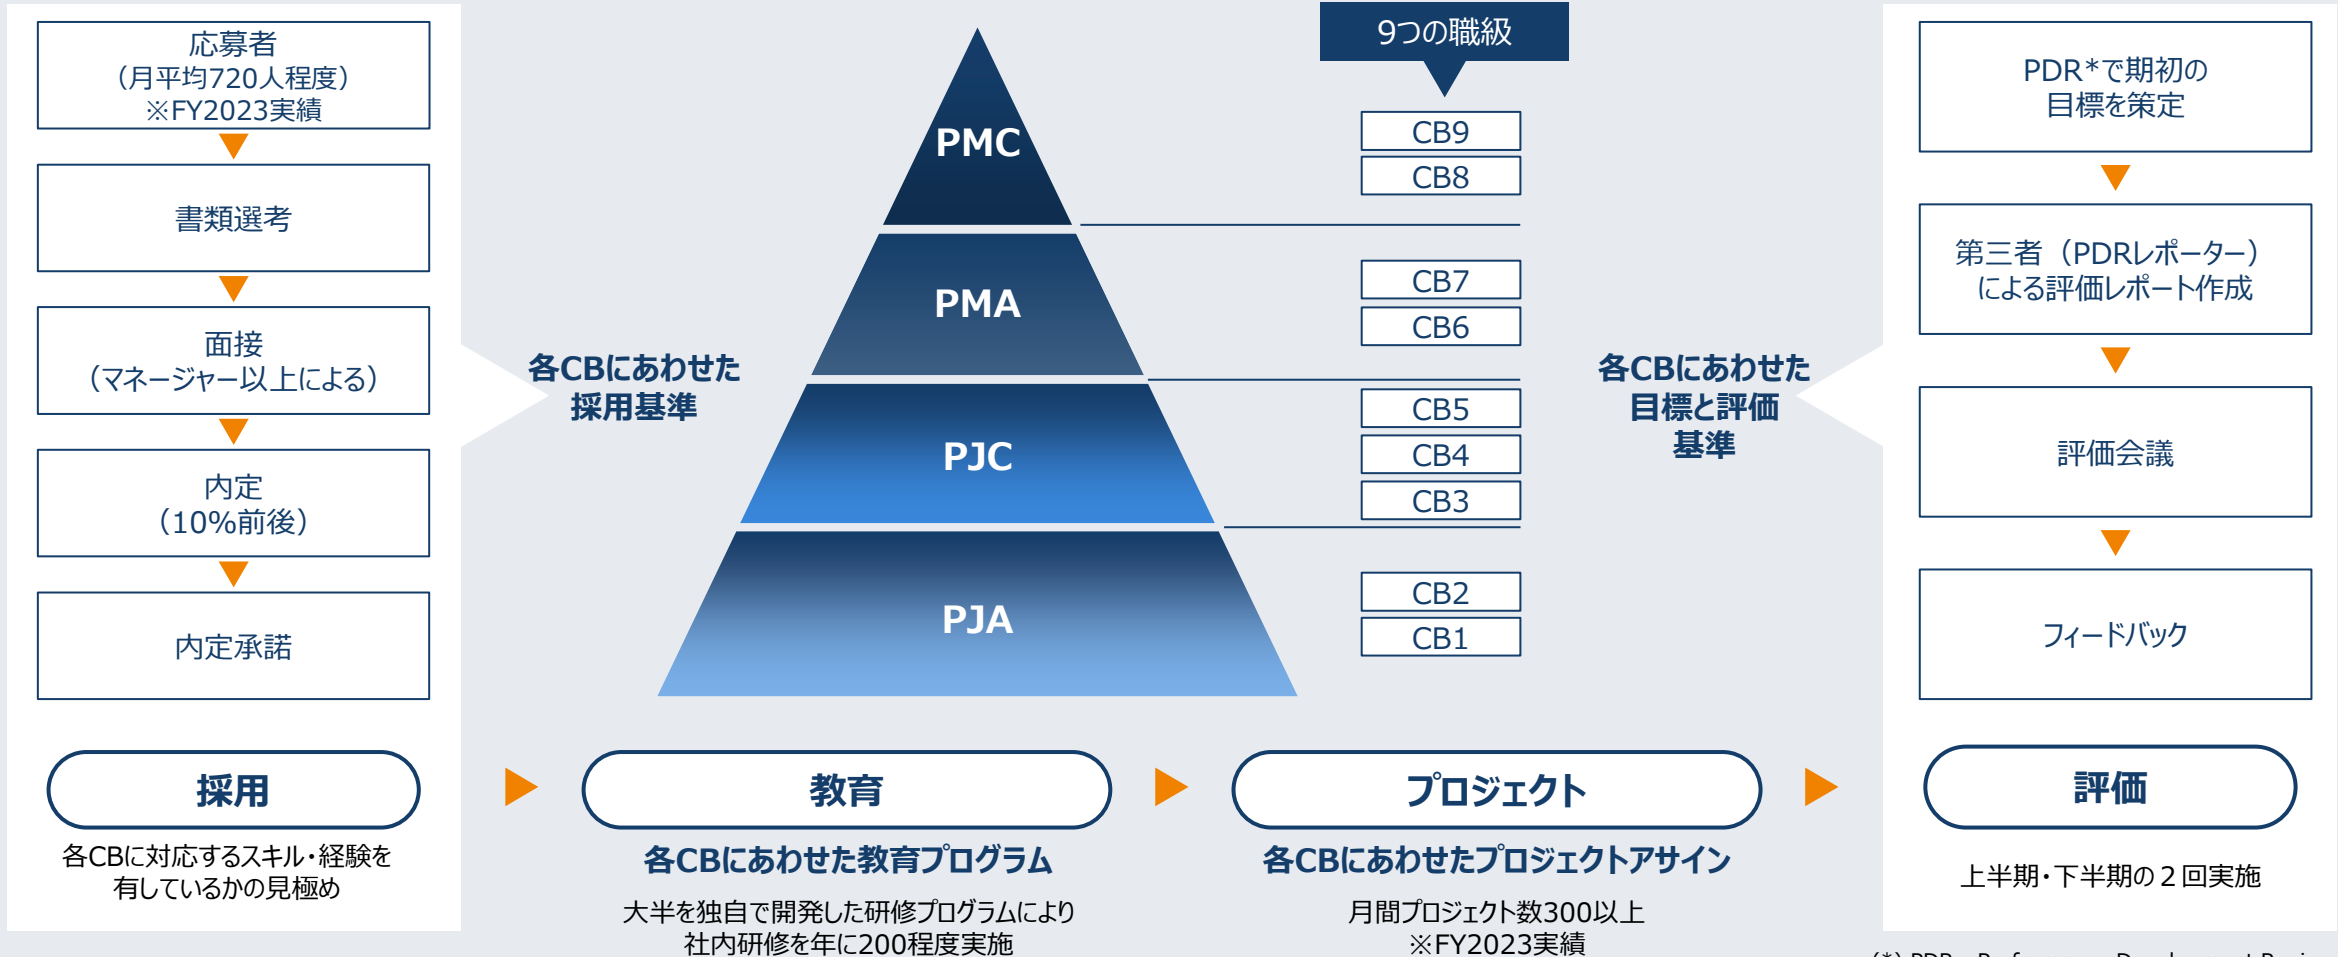 応募者
（月平均720人程度）
※FY2023実績
書類選考
面接
（マネージャー以上による）
内定
（10%前後）
内定承諾
採用
各CBに対応するスキル・経験を
有しているかの見極め
各CBにあわせた
採用基準
PMC
PMA
PJC
PJA
9つの職級
CB9
CB8
CB7
CB6
CB5
CB4
CB3
CB2
CB1
教育
各CBにあわせた教育プログラム
大半を独自で開発した研修プログラムにより
社内研修を年に200程度実施
プロジェクト
各CBにあわせたプロジェクトアサイン
月間プロジェクト数300以上
※FY2023実績
各CBにあわせた
目標と評価
基準
PDR*で期初の
目標を策定
第三者（PDRレポーター）
による評価レポート作成
評価会議
フィードバック
評価
上半期・下半期の２回実施